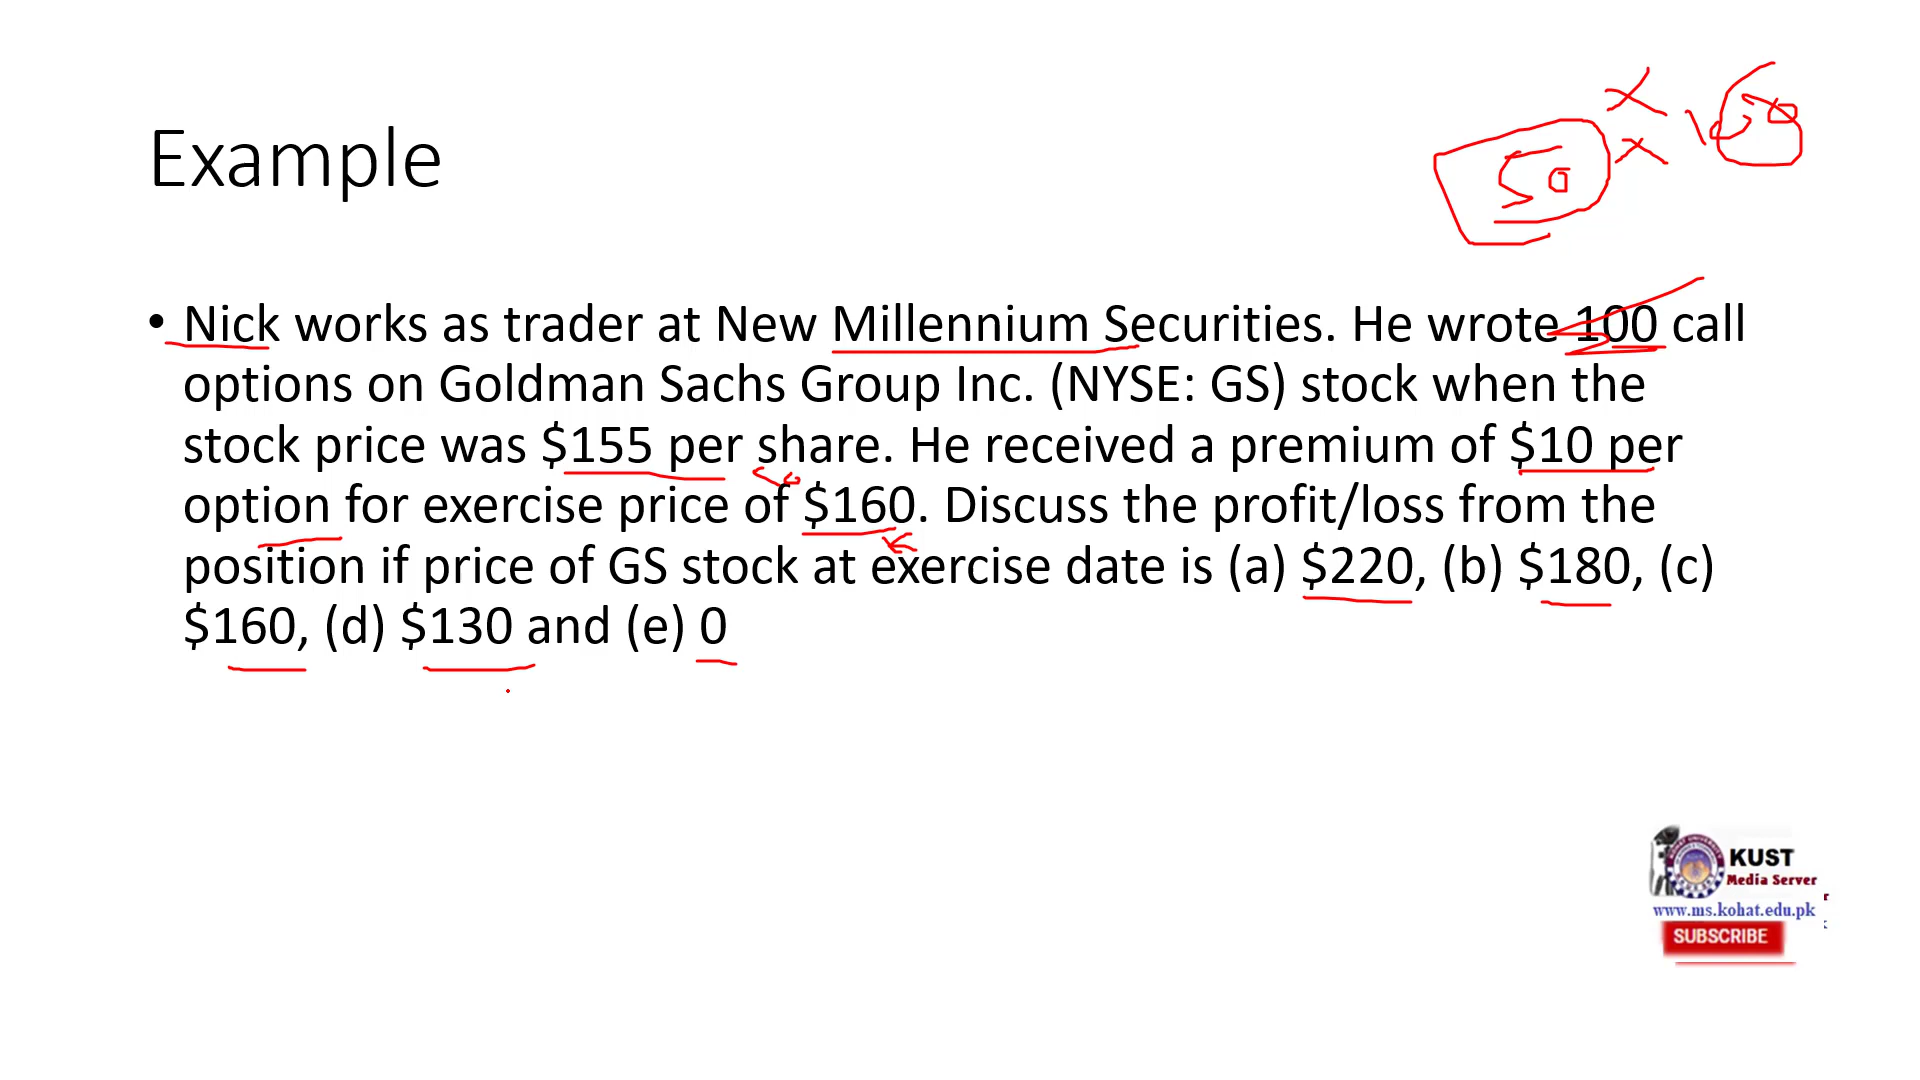 Example
50
• Nick works as trader at New Millennium Securities. He wrote 100 call
options on Goldman Sachs Group Inc. (NYSE: GS) stock when the
stock price was $155 per share. He received a premium of $10 per
option for exercise price of $160. Discuss the profit/loss from the
position if price of GS stock at exercise date is (a) $220, (b) $180, (c)
$160, (d) $130 and (e) 0
KUST
Media Server
www.ms.kohat.edu.pk
SUBSCRIBE